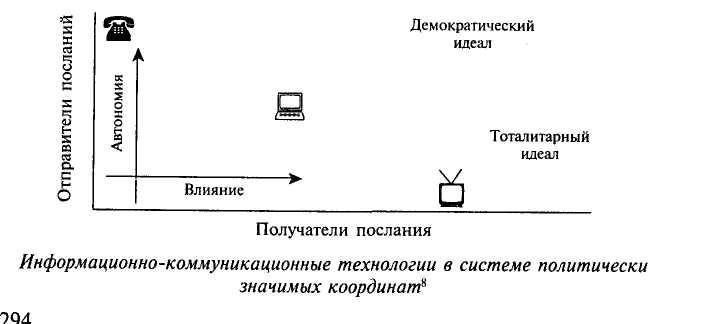 Демократический
идеал
Отправители посланий
Автономия
Тоталитарный
идеал
Влияние
Получатели послания
Информационно-коммуникационные технологии в системе политически
значимых координат⁸
294